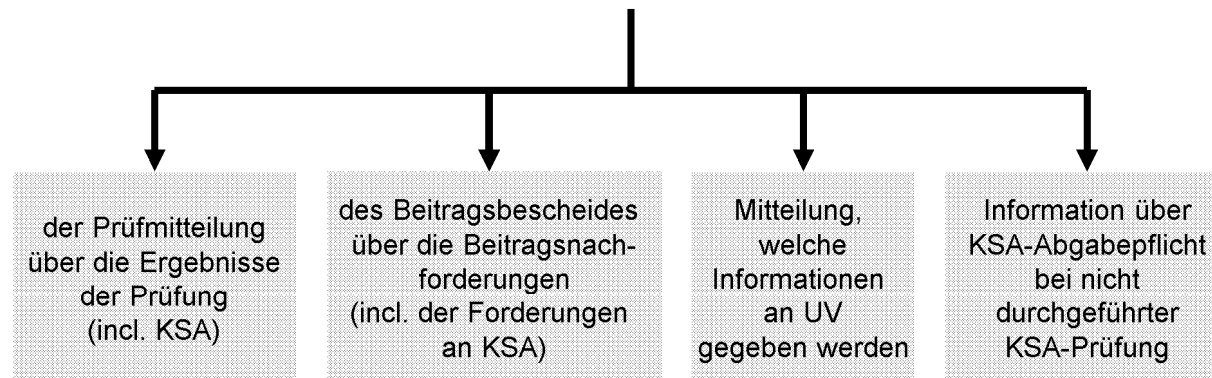 der Prüfmitteilung
über die Ergebnisse
der Prüfung
(incl. KSA)
des Beitragsbescheides
über die Beitragsnach-
forderungen
(incl. der Forderungen
an KSA)
Mitteilung,
welche
Informationen
an UV
gegeben werden
Information über
KSA-Abgabepflicht
bei nicht
durchgeführter
KSA-Prüfung